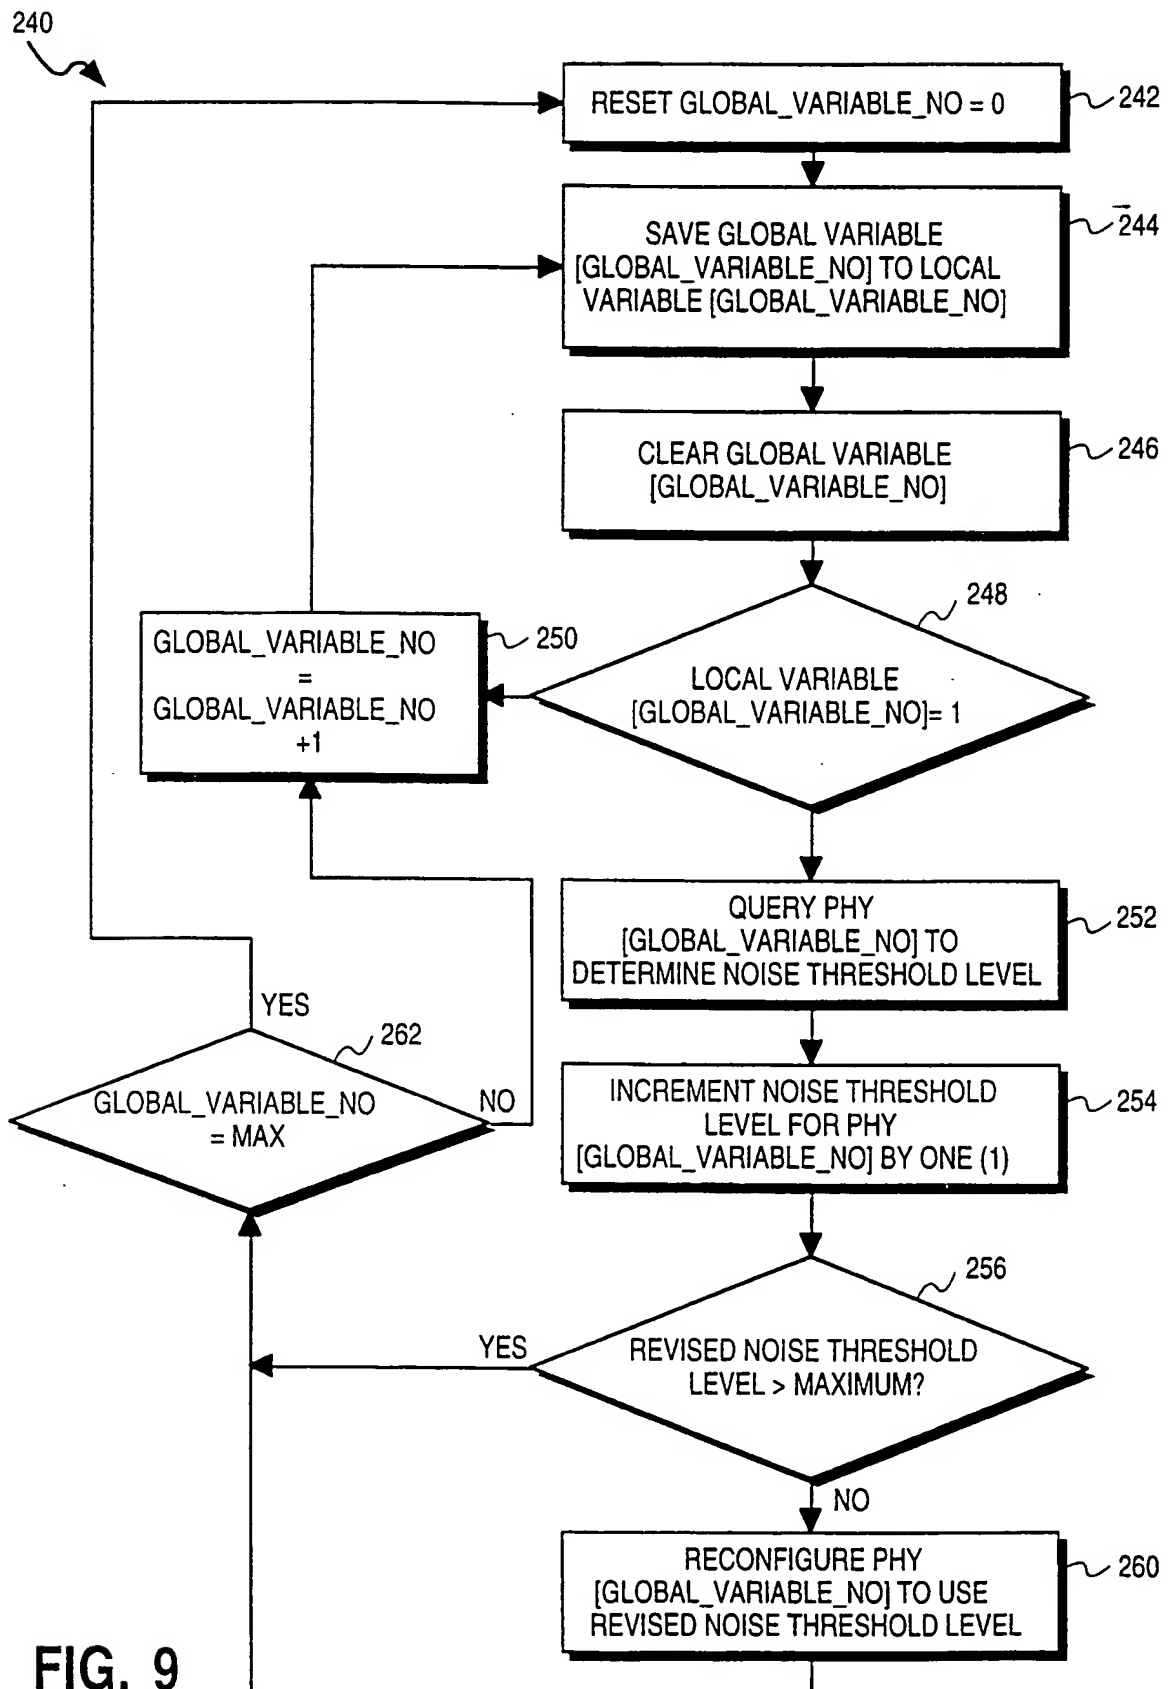 240
RESET GLOBAL_VARIABLE_NO = 0
242
SAVE GLOBAL VARIABLE
[GLOBAL_VARIABLE_NO] TO LOCAL
VARIABLE [GLOBAL_VARIABLE_NO]
244
CLEAR GLOBAL VARIABLE
[GLOBAL_VARIABLE_NO]
246
248
LOCAL VARIABLE
[GLOBAL_VARIABLE_NO]= 1
GLOBAL_VARIABLE_NO
=
GLOBAL_VARIABLE_NO
+1
250
QUERY PHY
[GLOBAL_VARIABLE_NO] TO
DETERMINE NOISE THRESHOLD LEVEL
252
YES
262
GLOBAL_VARIABLE_NO
= MAX
NO
INCREMENT NOISE THRESHOLD
LEVEL FOR PHY
[GLOBAL_VARIABLE_NO] BY ONE (1)
254
256
YES
REVISED NOISE THRESHOLD
LEVEL > MAXIMUM?
NO
RECONFIGURE PHY
[GLOBAL_VARIABLE_NO] TO USE
REVISED NOISE THRESHOLD LEVEL
260
FIG. 9